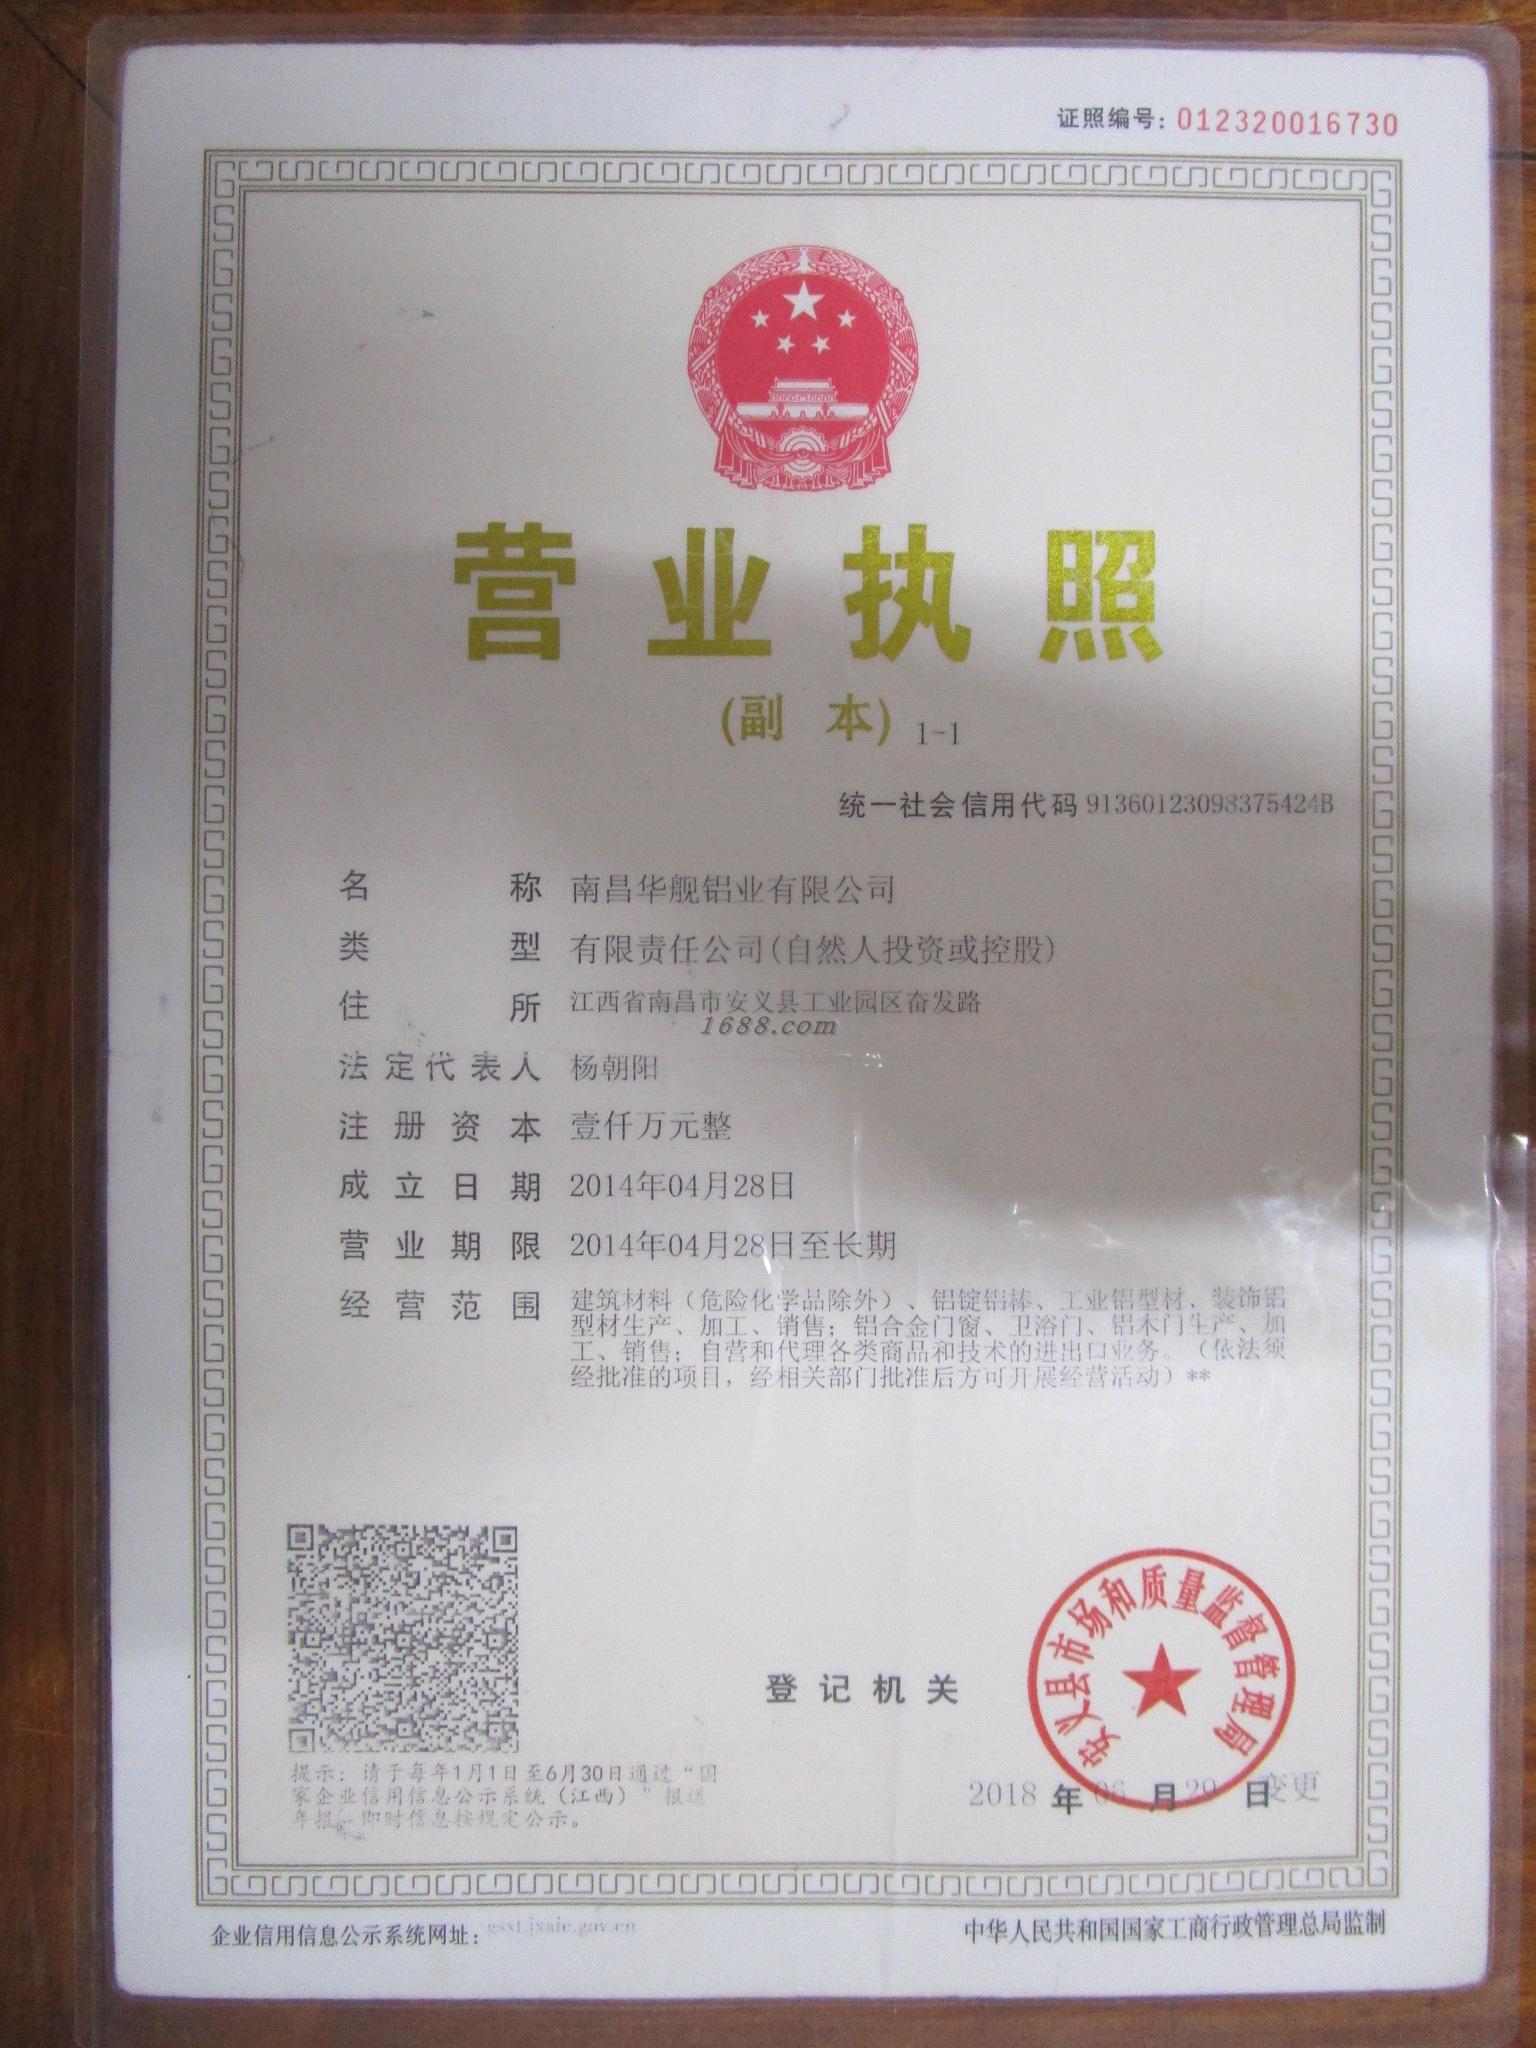 证照编号：012320016730
营业执照
(副 本) 1-1
统一社会信用代码 91360123098375424B
名称 南昌华舰铝业有限公司
类型 有限责任公司(自然人投资或控股)
住所 江西省南昌市安义县工业园区奋发路
1688.com
法定代表人 杨朝阳
注册资本 壹仟万元整
成立日期 2014年04月28日
营业期限 2014年04月28日至长期
经营范围 建筑材料（危险化学品除外）、铝锭铝棒、工业铝型材、装饰铝
型材生产、加工、销售；铝合金门窗、卫浴门、铝木门生产、加
工、销售；自营和代理各类商品和技术的进出口业务。（依法须
经批准的项目，经相关部门批准后方可开展经营活动）**
安义县市场和质量监督管理局
登记机关
2018年06月29日变更
提示：请于每年1月1日至6月30日通过“国
家企业信用信息公示系统（江西）”报送
年报，即时信息按规定公示。
企业信用信息公示系统网址：gsxt.jxaic.gov.cn
中华人民共和国国家工商行政管理总局监制